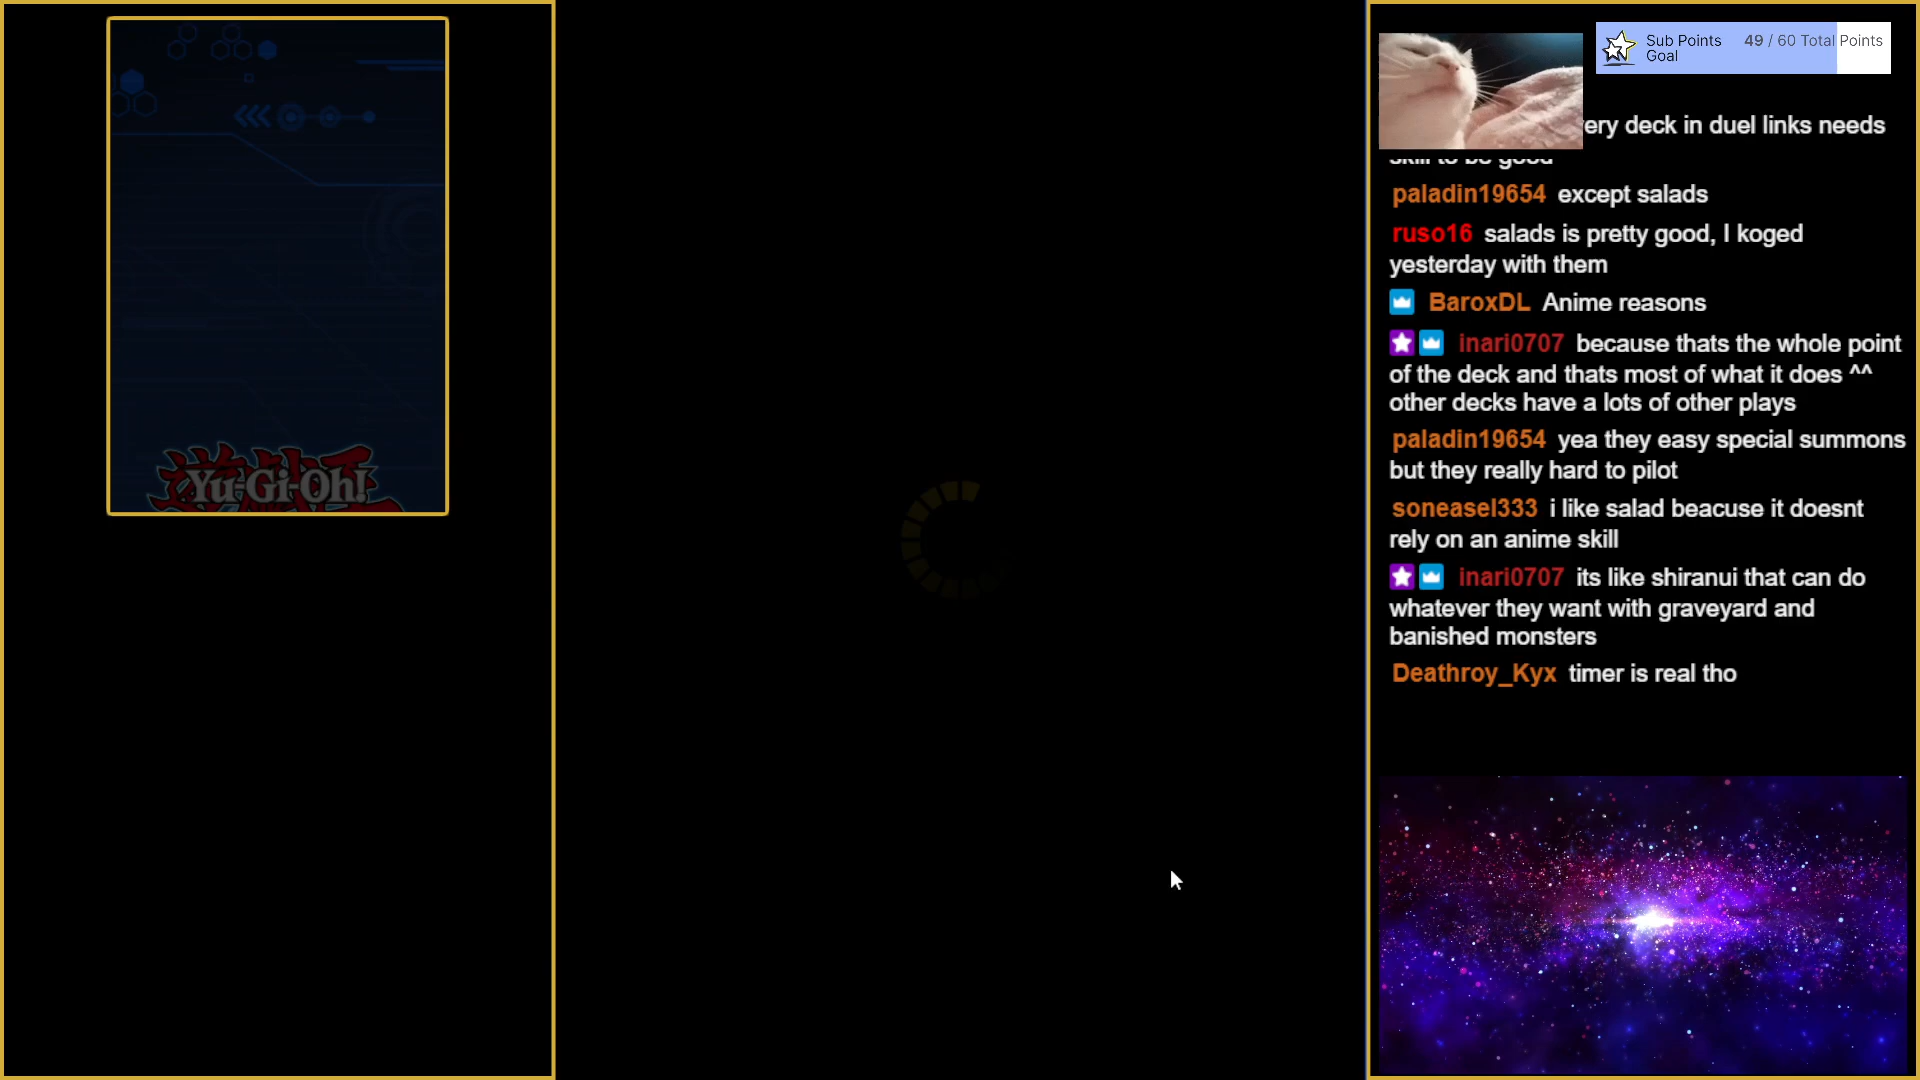 Yu-Gi-Oh!
Sub Points Goal 49 / 60 Total Points
ery deck in duel links needs
skill to be good
paladin19654 except salads
ruso16 salads is pretty good, I koged
yesterday with them
BaroxDL Anime reasons
inari0707 because thats the whole point
of the deck and thats most of what it does ^^
other decks have a lots of other plays
paladin19654 yea they easy special summons
but they really hard to pilot
soneasel333 i like salad beacuse it doesnt
rely on an anime skill
inari0707 its like shiranui that can do
whatever they want with graveyard and
banished monsters
Deathroy_Kyx timer is real tho